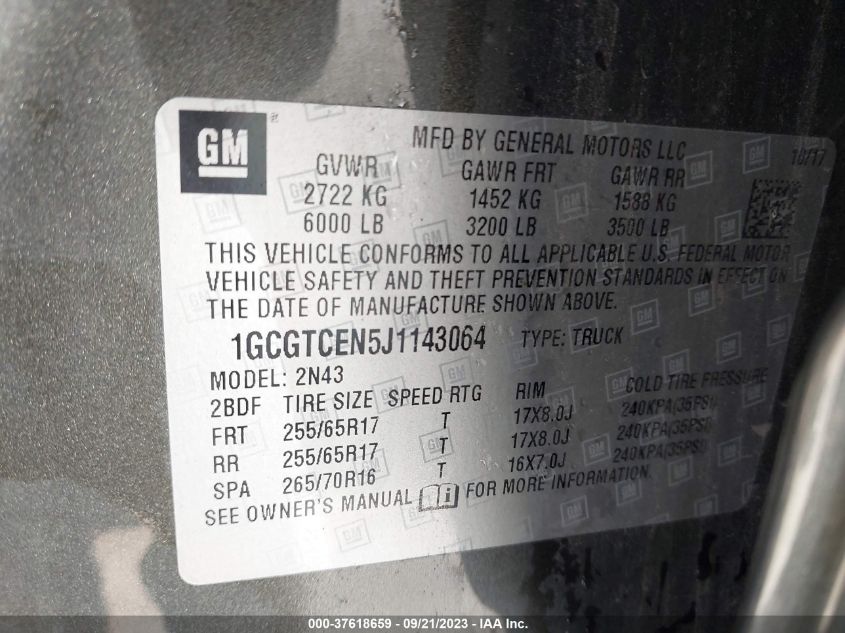 GM ®
MFD BY GENERAL MOTORS LLC 10/17
GVWR GAWR FRT GAWR RR
2722 KG 1452 KG 1588 KG
6000 LB 3200 LB 3500 LB
THIS VEHICLE CONFORMS TO ALL APPLICABLE U.S. FEDERAL MOTOR
VEHICLE SAFETY AND THEFT PREVENTION STANDARDS IN EFFECT ON
THE DATE OF MANUFACTURE SHOWN ABOVE.
1GCGTCEN5J1143064 TYPE: TRUCK
MODEL: 2N43
2BDF TIRE SIZE SPEED RTG RIM COLD TIRE PRESSURE
FRT 255/65R17 T 17X8.0J 240KPA(35PSI)
RR 255/65R17 T 17X8.0J 240KPA(35PSI)
SPA 265/70R16 T 16X7.0J 240KPA(35PSI)
SEE OWNER'S MANUAL i FOR MORE INFORMATION.
000-37618659 - 09/21/2023 - IAA Inc.